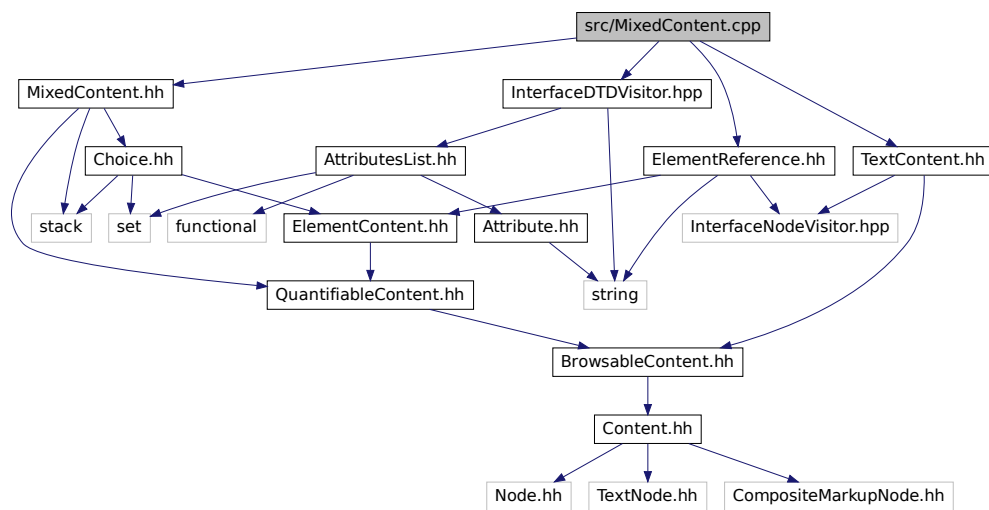 src/MixedContent.cpp
MixedContent.hh
InterfaceDTDVisitor.hpp
Choice.hh
AttributesList.hh
ElementReference.hh
TextContent.hh
stack
set
functional
ElementContent.hh
Attribute.hh
InterfaceNodeVisitor.hpp
QuantifiableContent.hh
string
BrowsableContent.hh
Content.hh
Node.hh
TextNode.hh
CompositeMarkupNode.hh